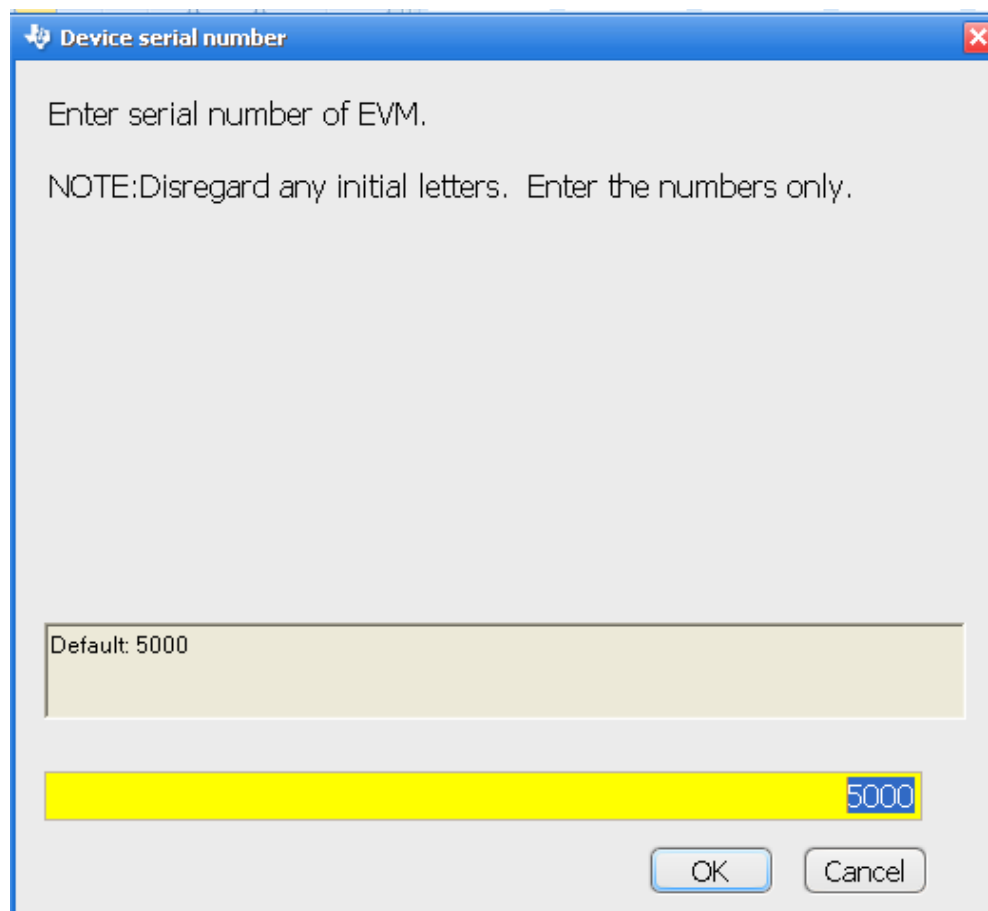 Device serial number
Enter serial number of EVM.
NOTE:Disregard any initial letters.  Enter the numbers only.
Default: 5000
5000
OK
Cancel